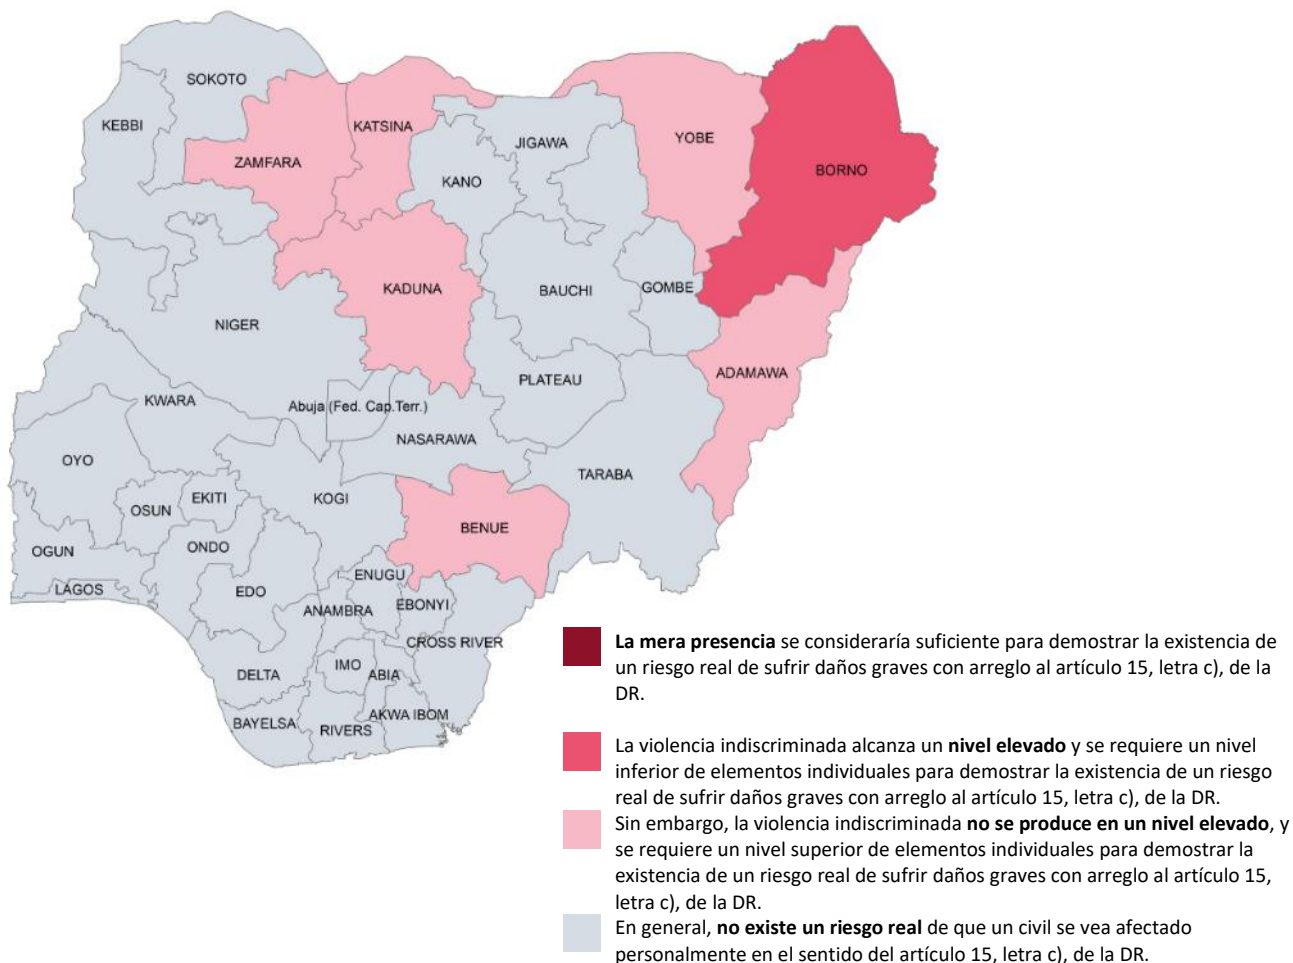 SOKOTO
KEBBI
ZAMFARA
KATSINA
JIGAWA
KANO
YOBE
BORNO
KADUNA
BAUCHI
GOMBE
NIGER
ADAMAWA
PLATEAU
KWARA
Abuja (Fed. Cap.Terr.)
NASARAWA
OYO
TARABA
OSUN
EKITI
KOGI
BENUE
OGUN
ONDO
LAGOS
EDO
ENUGU
ANAMBRA
EBONYI
CROSS RIVER
DELTA
IMO
ABIA
BAYELSA
RIVERS
AKWA IBOM
La mera presencia se consideraría suficiente para demostrar la existencia de
un riesgo real de sufrir daños graves con arreglo al artículo 15, letra c), de la
DR.
La violencia indiscriminada alcanza un nivel elevado y se requiere un nivel
inferior de elementos individuales para demostrar la existencia de un riesgo
real de sufrir daños graves con arreglo al artículo 15, letra c), de la DR.
Sin embargo, la violencia indiscriminada no se produce en un nivel elevado, y
se requiere un nivel superior de elementos individuales para demostrar la
existencia de un riesgo real de sufrir daños graves con arreglo al artículo 15,
letra c), de la DR.
En general, no existe un riesgo real de que un civil se vea afectado
personalmente en el sentido del artículo 15, letra c), de la DR.